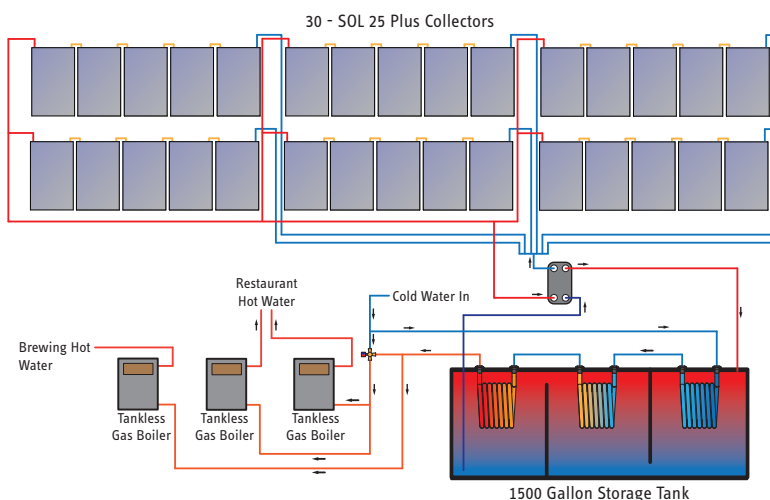 30 - SOL 25 Plus Collectors
Restaurant
Hot Water
Cold Water In
Brewing Hot
Water
Tankless
Gas Boiler
Tankless
Gas Boiler
Tankless
Gas Boiler
1500 Gallon Storage Tank